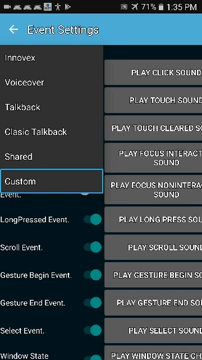 71% 1:35 PM
Event Settings
Innovex
Voiceover
Talkback
Clasic Talkback
Shared
Custom
PLAY CLICK SOUND
PLAY TOUCH SOUND
PLAY TOUCH CLEARED SO
PLAY FOCUS INTERACT
SOUND
Event.
PLAY FOCUS NONINTERA
SOUND
LongPressed Event.
PLAY LONG PRESS SOU
Scroll Event.
PLAY SCROLL SOUND
Gesture Begin Event.
PLAY GESTURE BEGIN SO
Gesture End Event.
PLAY GESTURE END SOU
Select Event.
PLAY SELECT SOUND
Window State
PLAY WINDOW STATE CH